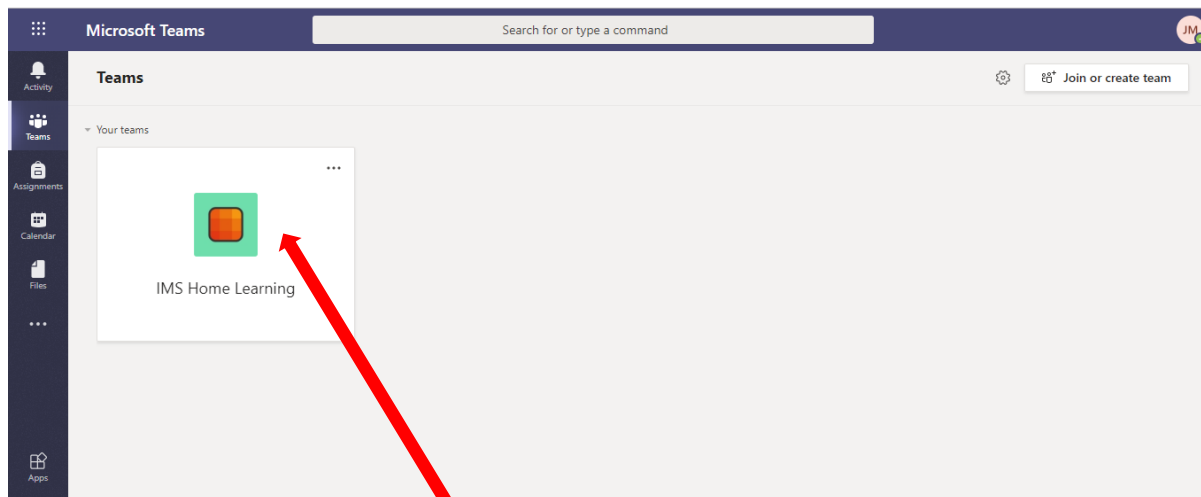 Microsoft Teams
Search for or type a command
JM
Activity
Teams
Join or create team
Teams
Your teams
Assignments
Calendar
IMS Home Learning
Files
Apps